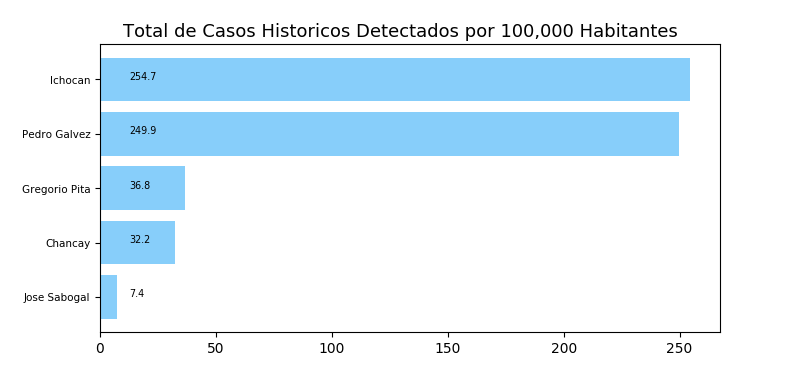 Total de Casos Historicos Detectados por 100,000 Habitantes
Ichocan 254.7
Pedro Galvez 249.9
Gregorio Pita 36.8
Chancay 32.2
Jose Sabogal 7.4
0 50 100 150 200 250